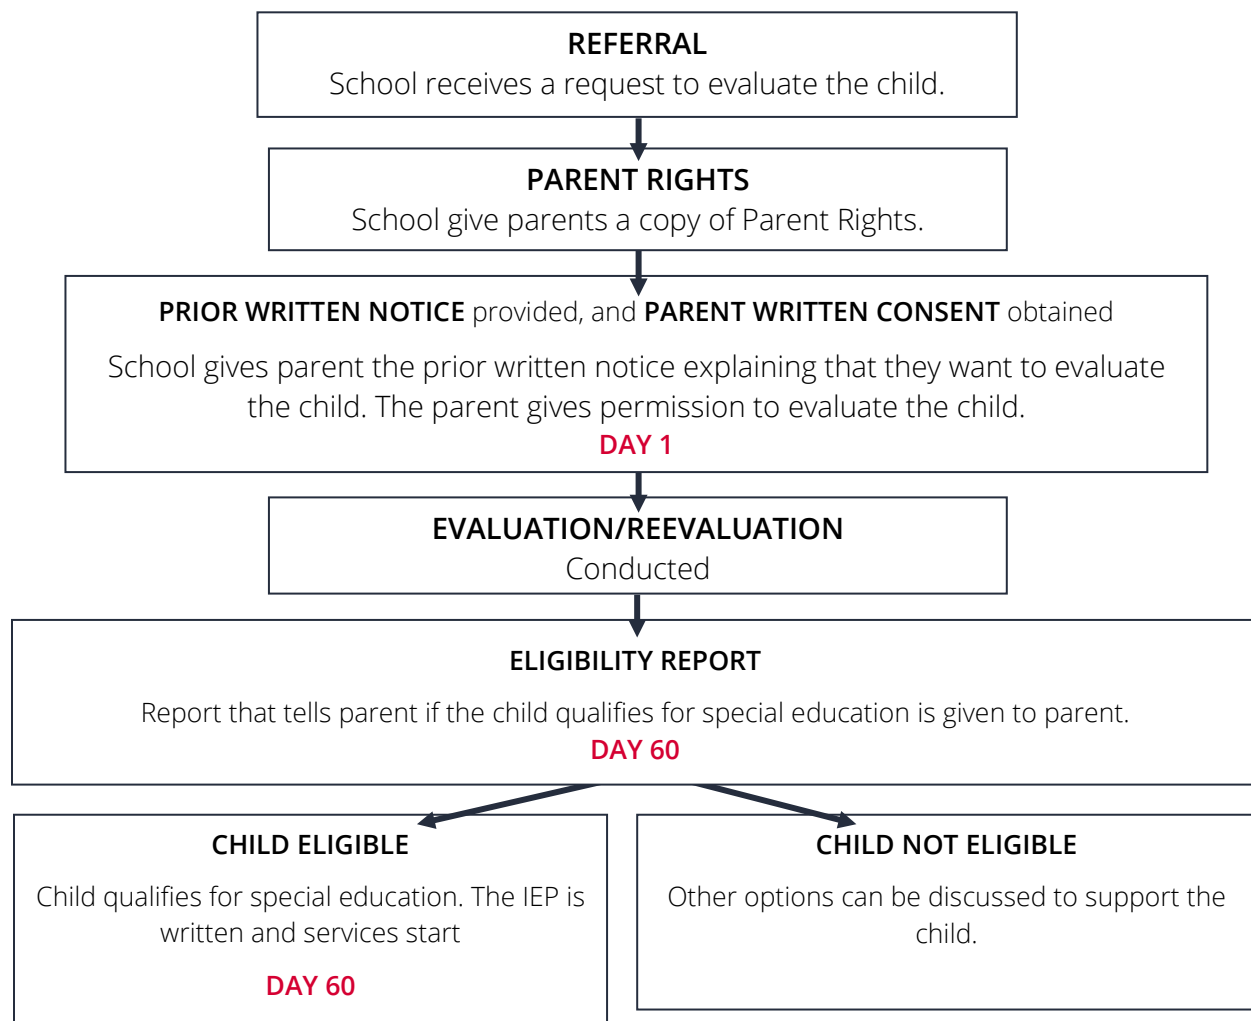 REFERRAL
School receives a request to evaluate the child.
PARENT RIGHTS
School give parents a copy of Parent Rights.
PRIOR WRITTEN NOTICE provided, and PARENT WRITTEN CONSENT obtained
School gives parent the prior written notice explaining that they want to evaluate
the child. The parent gives permission to evaluate the child.
DAY 1
EVALUATION/REEVALUATION
Conducted
ELIGIBILITY REPORT
Report that tells parent if the child qualifies for special education is given to parent.
DAY 60
CHILD ELIGIBLE
Child qualifies for special education. The IEP is
written and services start
DAY 60
CHILD NOT ELIGIBLE
Other options can be discussed to support the
child.